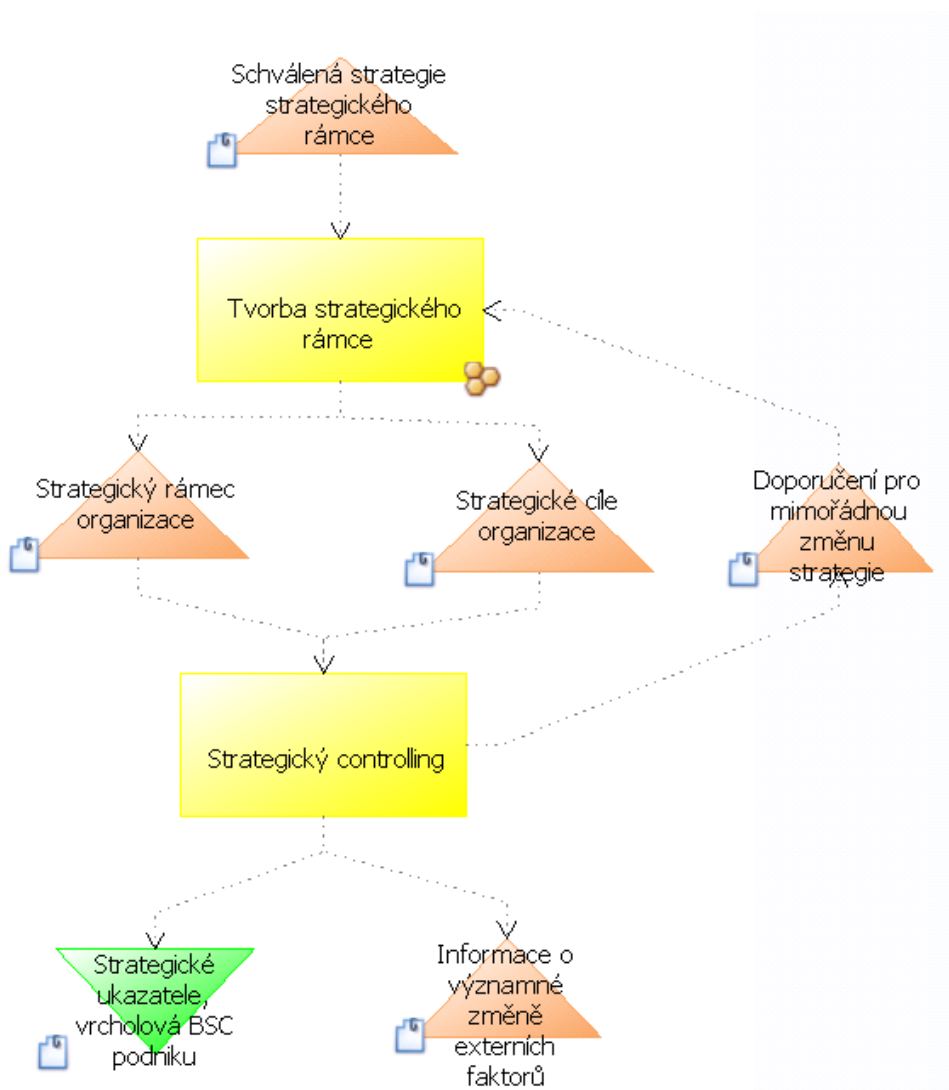 Schválená strategie
strategického
rámce
Tvorba strategického
rámce
Strategický rámec
organizace
Strategické cíle
organizace
Doporučení pro
mimořádnou
změnu
strategie
Strategický controlling
Strategické
ukazatele,
vrcholová BSC
podniku
Informace o
významné
změně
externích
faktorů